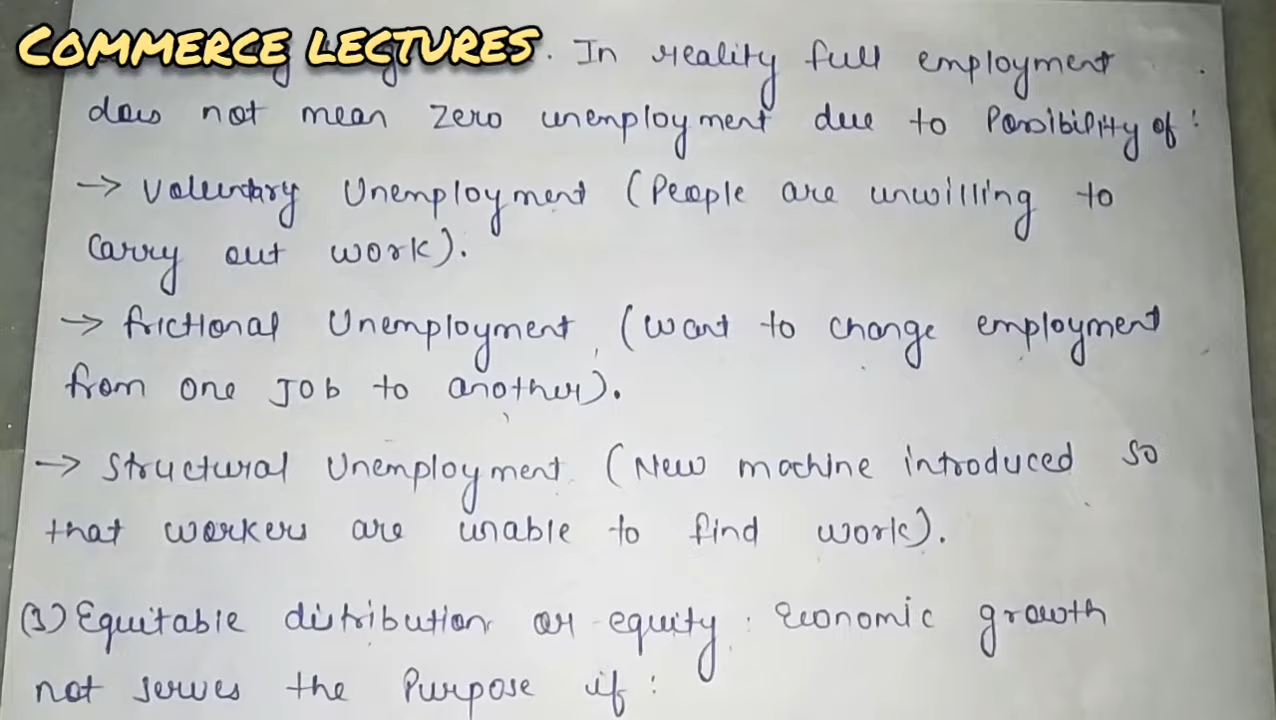 COMMERCE LECTURES. In reality full employment
does not mean zero unemployment due to Possibility of :
→ Voluntary Unemployment (People are unwilling to
carry out work).
→ frictional Unemployment (want to change employment
from one JOB to another).
→ Structural Unemployment (New machine introduced so
that workers are unable to find work).
(3) Equitable distribution or equity : Economic growth
not serves the Purpose if :